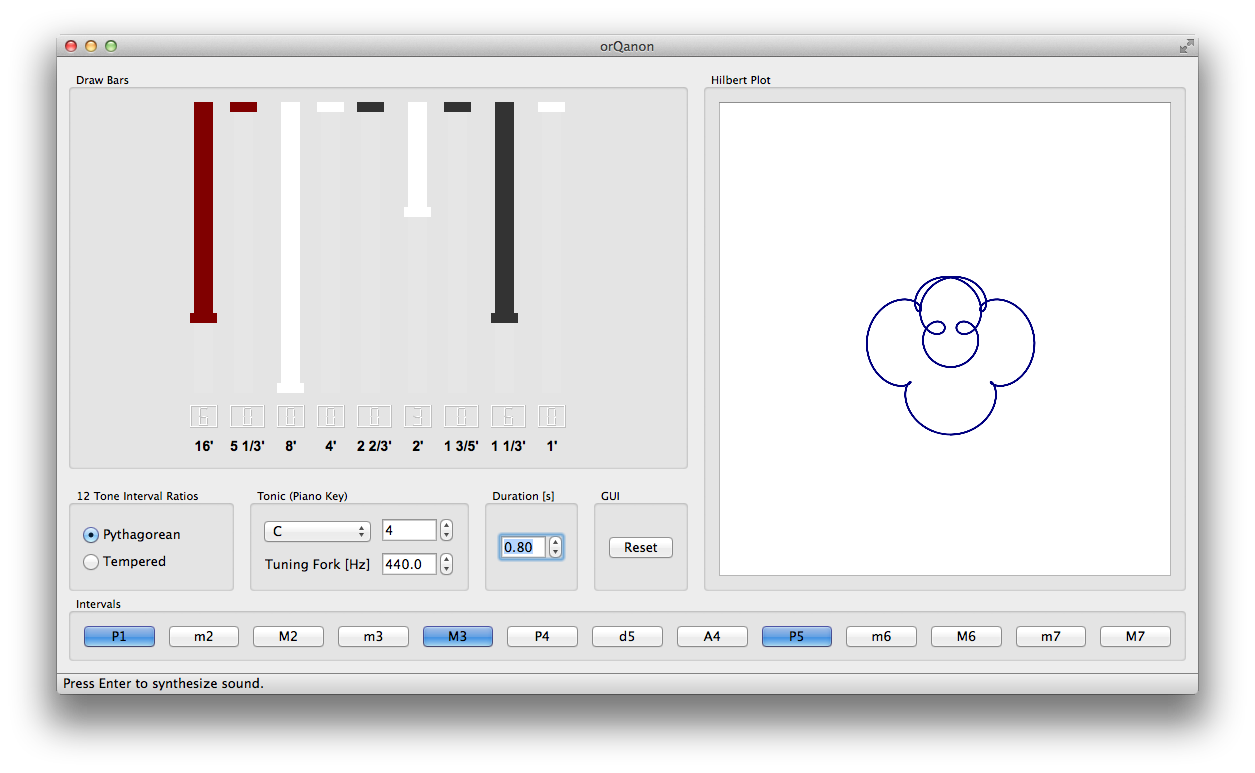 orQanon
Draw Bars
6 0 8 0 0 3 0 6 0
16' 5 1/3' 8' 4' 2 2/3' 2' 1 3/5' 1 1/3' 1'
Hilbert Plot
12 Tone Interval Ratios
Pythagorean
Tempered
Tonic (Piano Key)
C 4
Tuning Fork [Hz] 440.0
Duration [s]
0.80
GUI
Reset
Intervals
P1 m2 M2 m3 M3 P4 d5 A4 P5 m6 M6 m7 M7
Press Enter to synthesize sound.